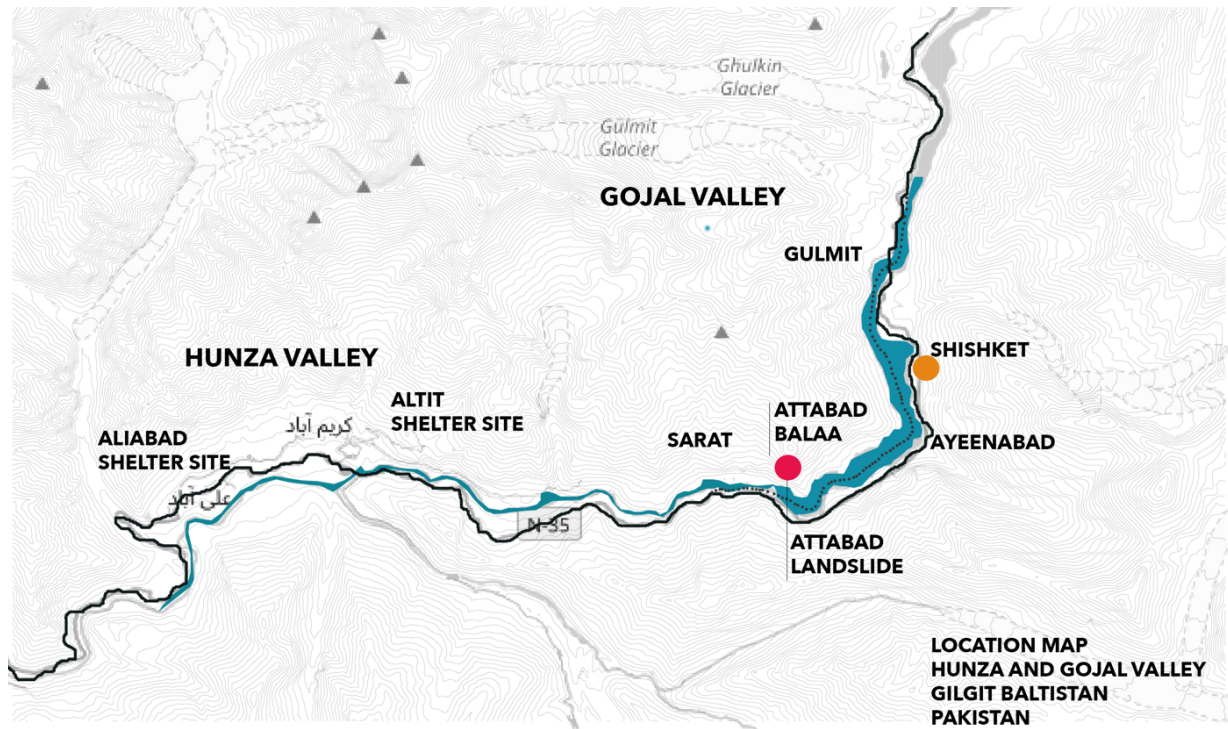 Ghulkin
Glacier
Gulmit
Glacier
GOJAL VALLEY
GULMIT
HUNZA VALLEY
SHISHKET
ALTIT
SHELTER SITE
ATTABAD
BALAA
كريم آباد
SARAT
AYEENABAD
ALIABAD
SHELTER SITE
علی آباد
N-35
ATTABAD
LANDSLIDE
LOCATION MAP
HUNZA AND GOJAL VALLEY
GILGIT BALTISTAN
PAKISTAN